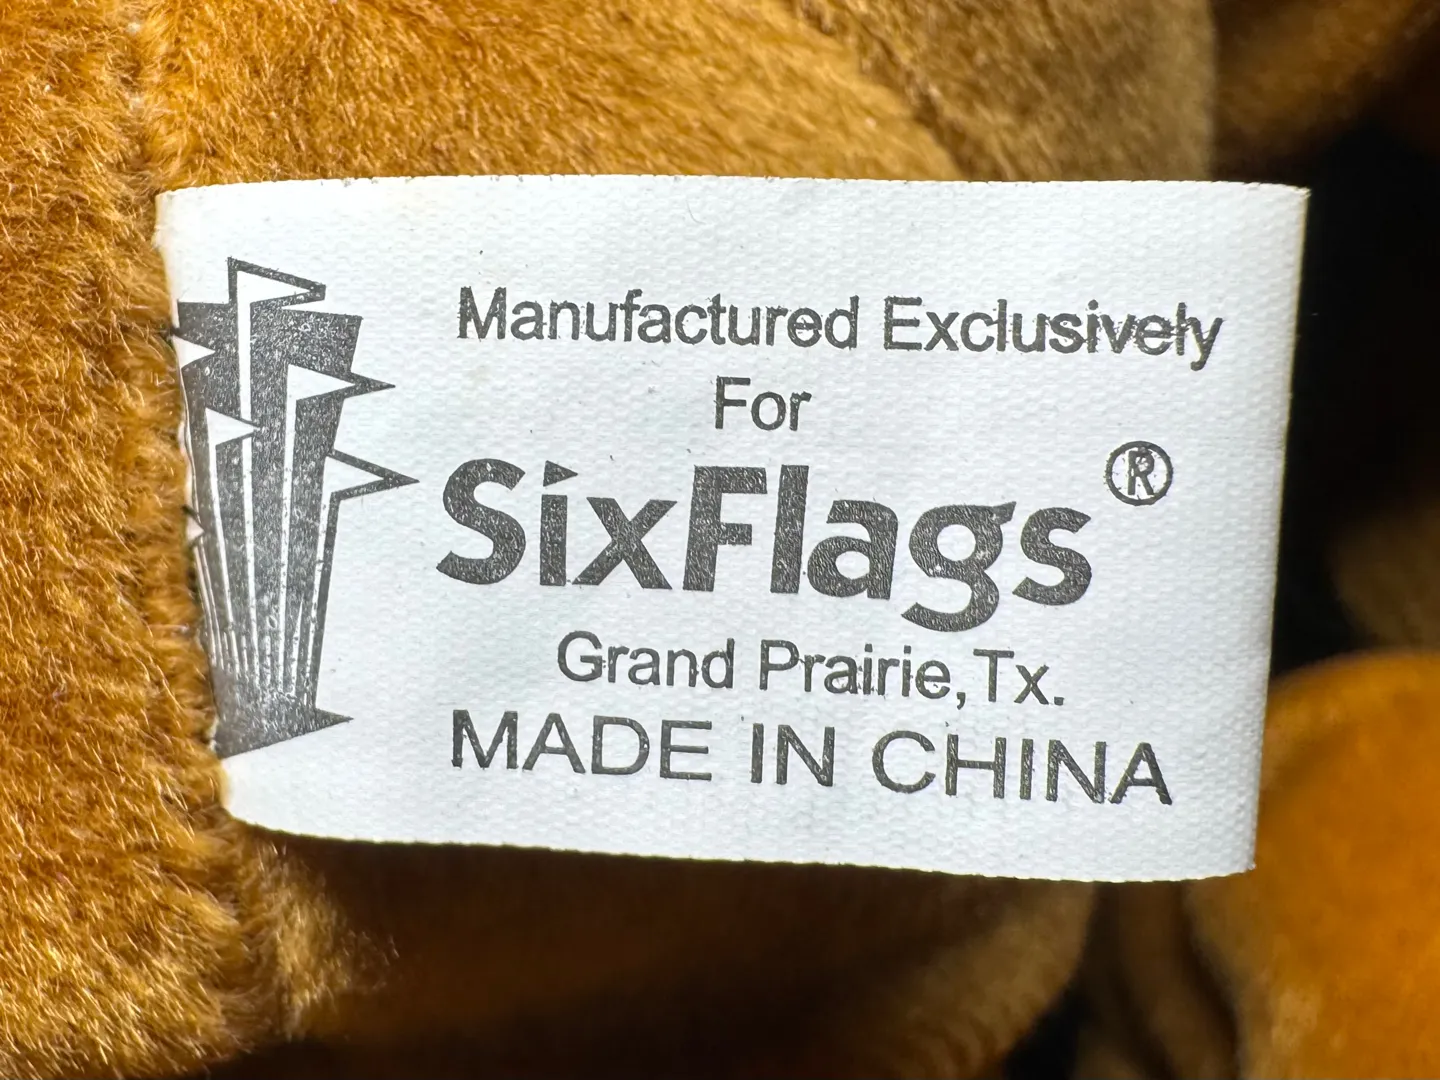 Manufactured Exclusively
For
SixFlags®
Grand Prairie,Tx.
MADE IN CHINA